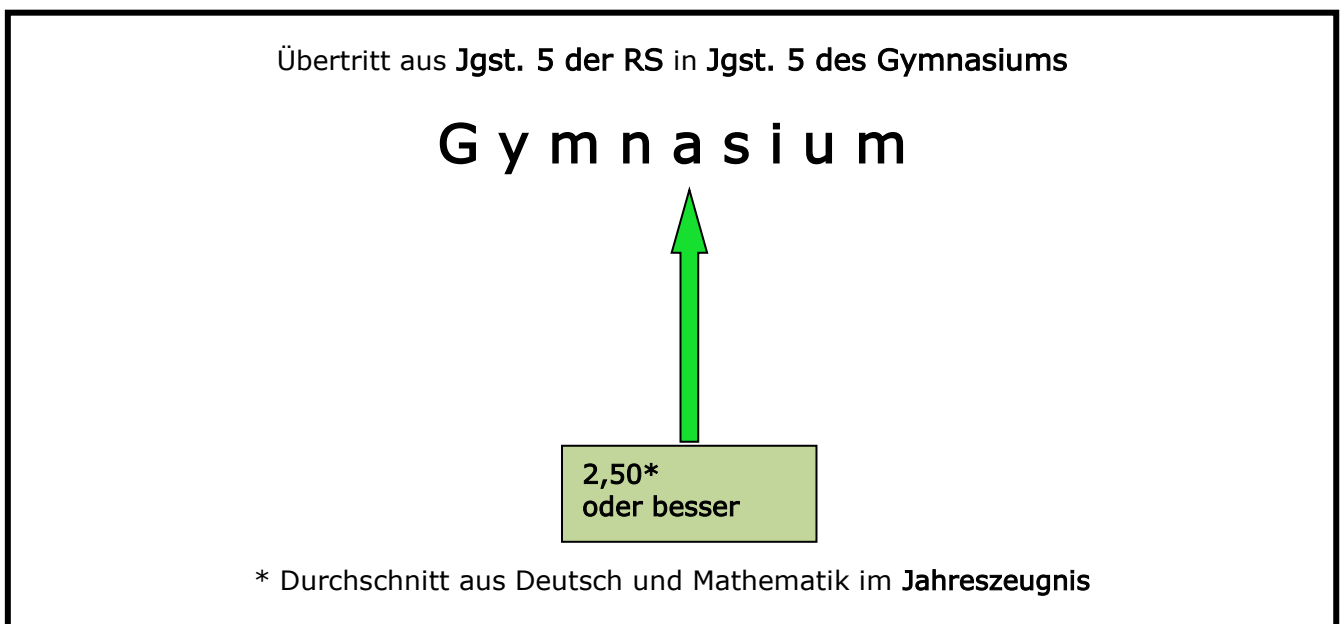 Übertritt aus Jgst. 5 der RS in Jgst. 5 des Gymnasiums
Gymnasium
2,50*
oder besser
* Durchschnitt aus Deutsch und Mathematik im Jahreszeugnis